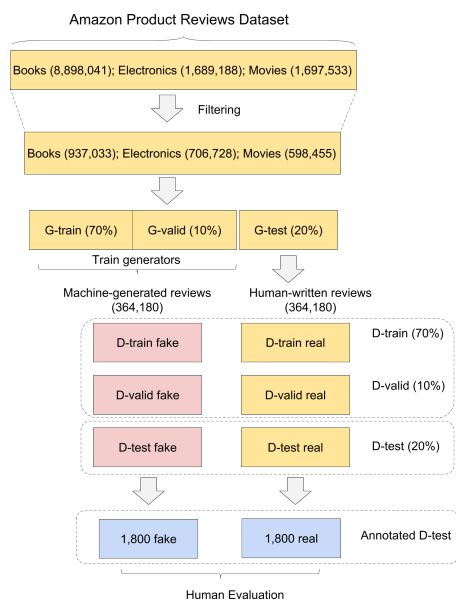 Amazon Product Reviews Dataset
Books (8,898,041); Electronics (1,689,188); Movies (1,697,533)
Filtering
Books (937,033); Electronics (706,728); Movies (598,455)
G-train (70%) G-valid (10%) G-test (20%)
Train generators
Machine-generated reviews
(364,180)
Human-written reviews
(364,180)
D-train fake D-train real D-train (70%)
D-valid fake D-valid real D-valid (10%)
D-test fake D-test real D-test (20%)
1,800 fake 1,800 real Annotated D-test
Human Evaluation